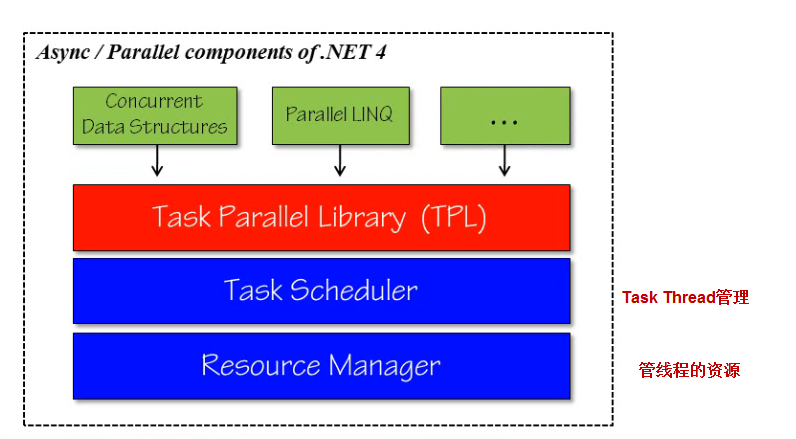 Async / Parallel components of .NET 4
Concurrent
Data Structures
Parallel LINQ
...
Task Parallel Library (TPL)
Task Scheduler
Task Thread管理
Resource Manager
管线程的资源